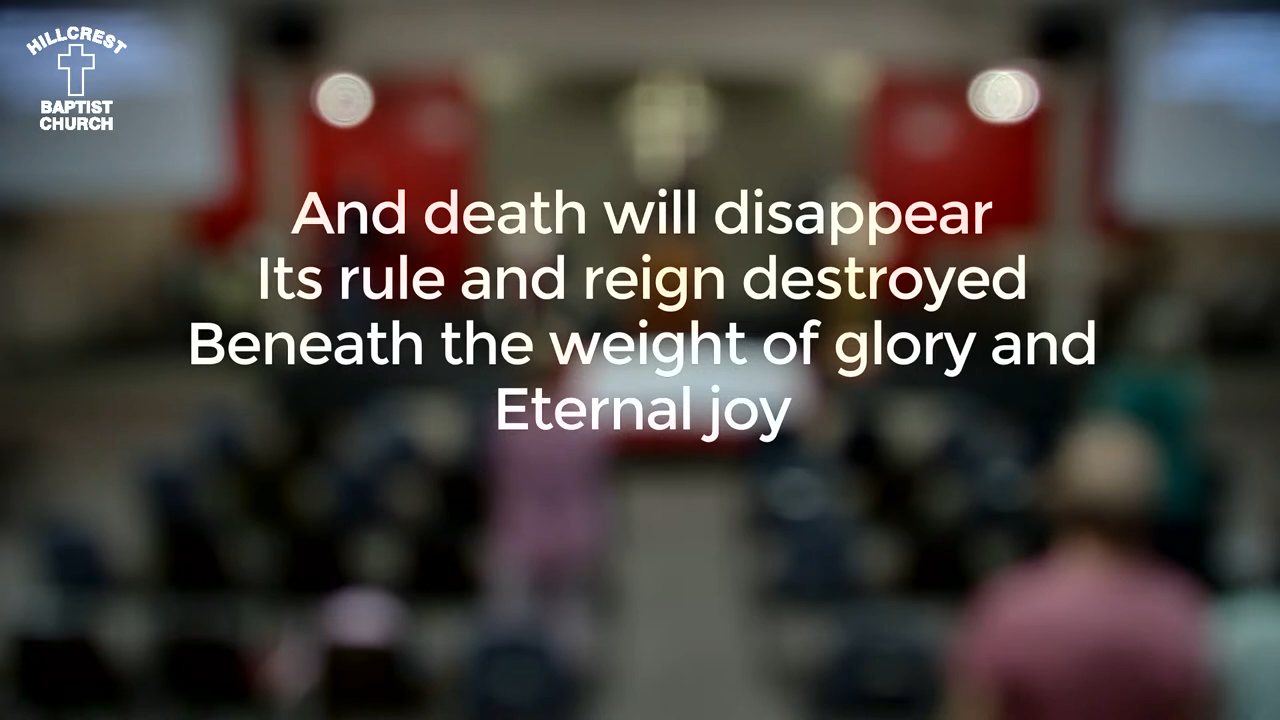 HILLCREST
BAPTIST
CHURCH
And death will disappear
Its rule and reign destroyed
Beneath the weight of glory and
Eternal joy